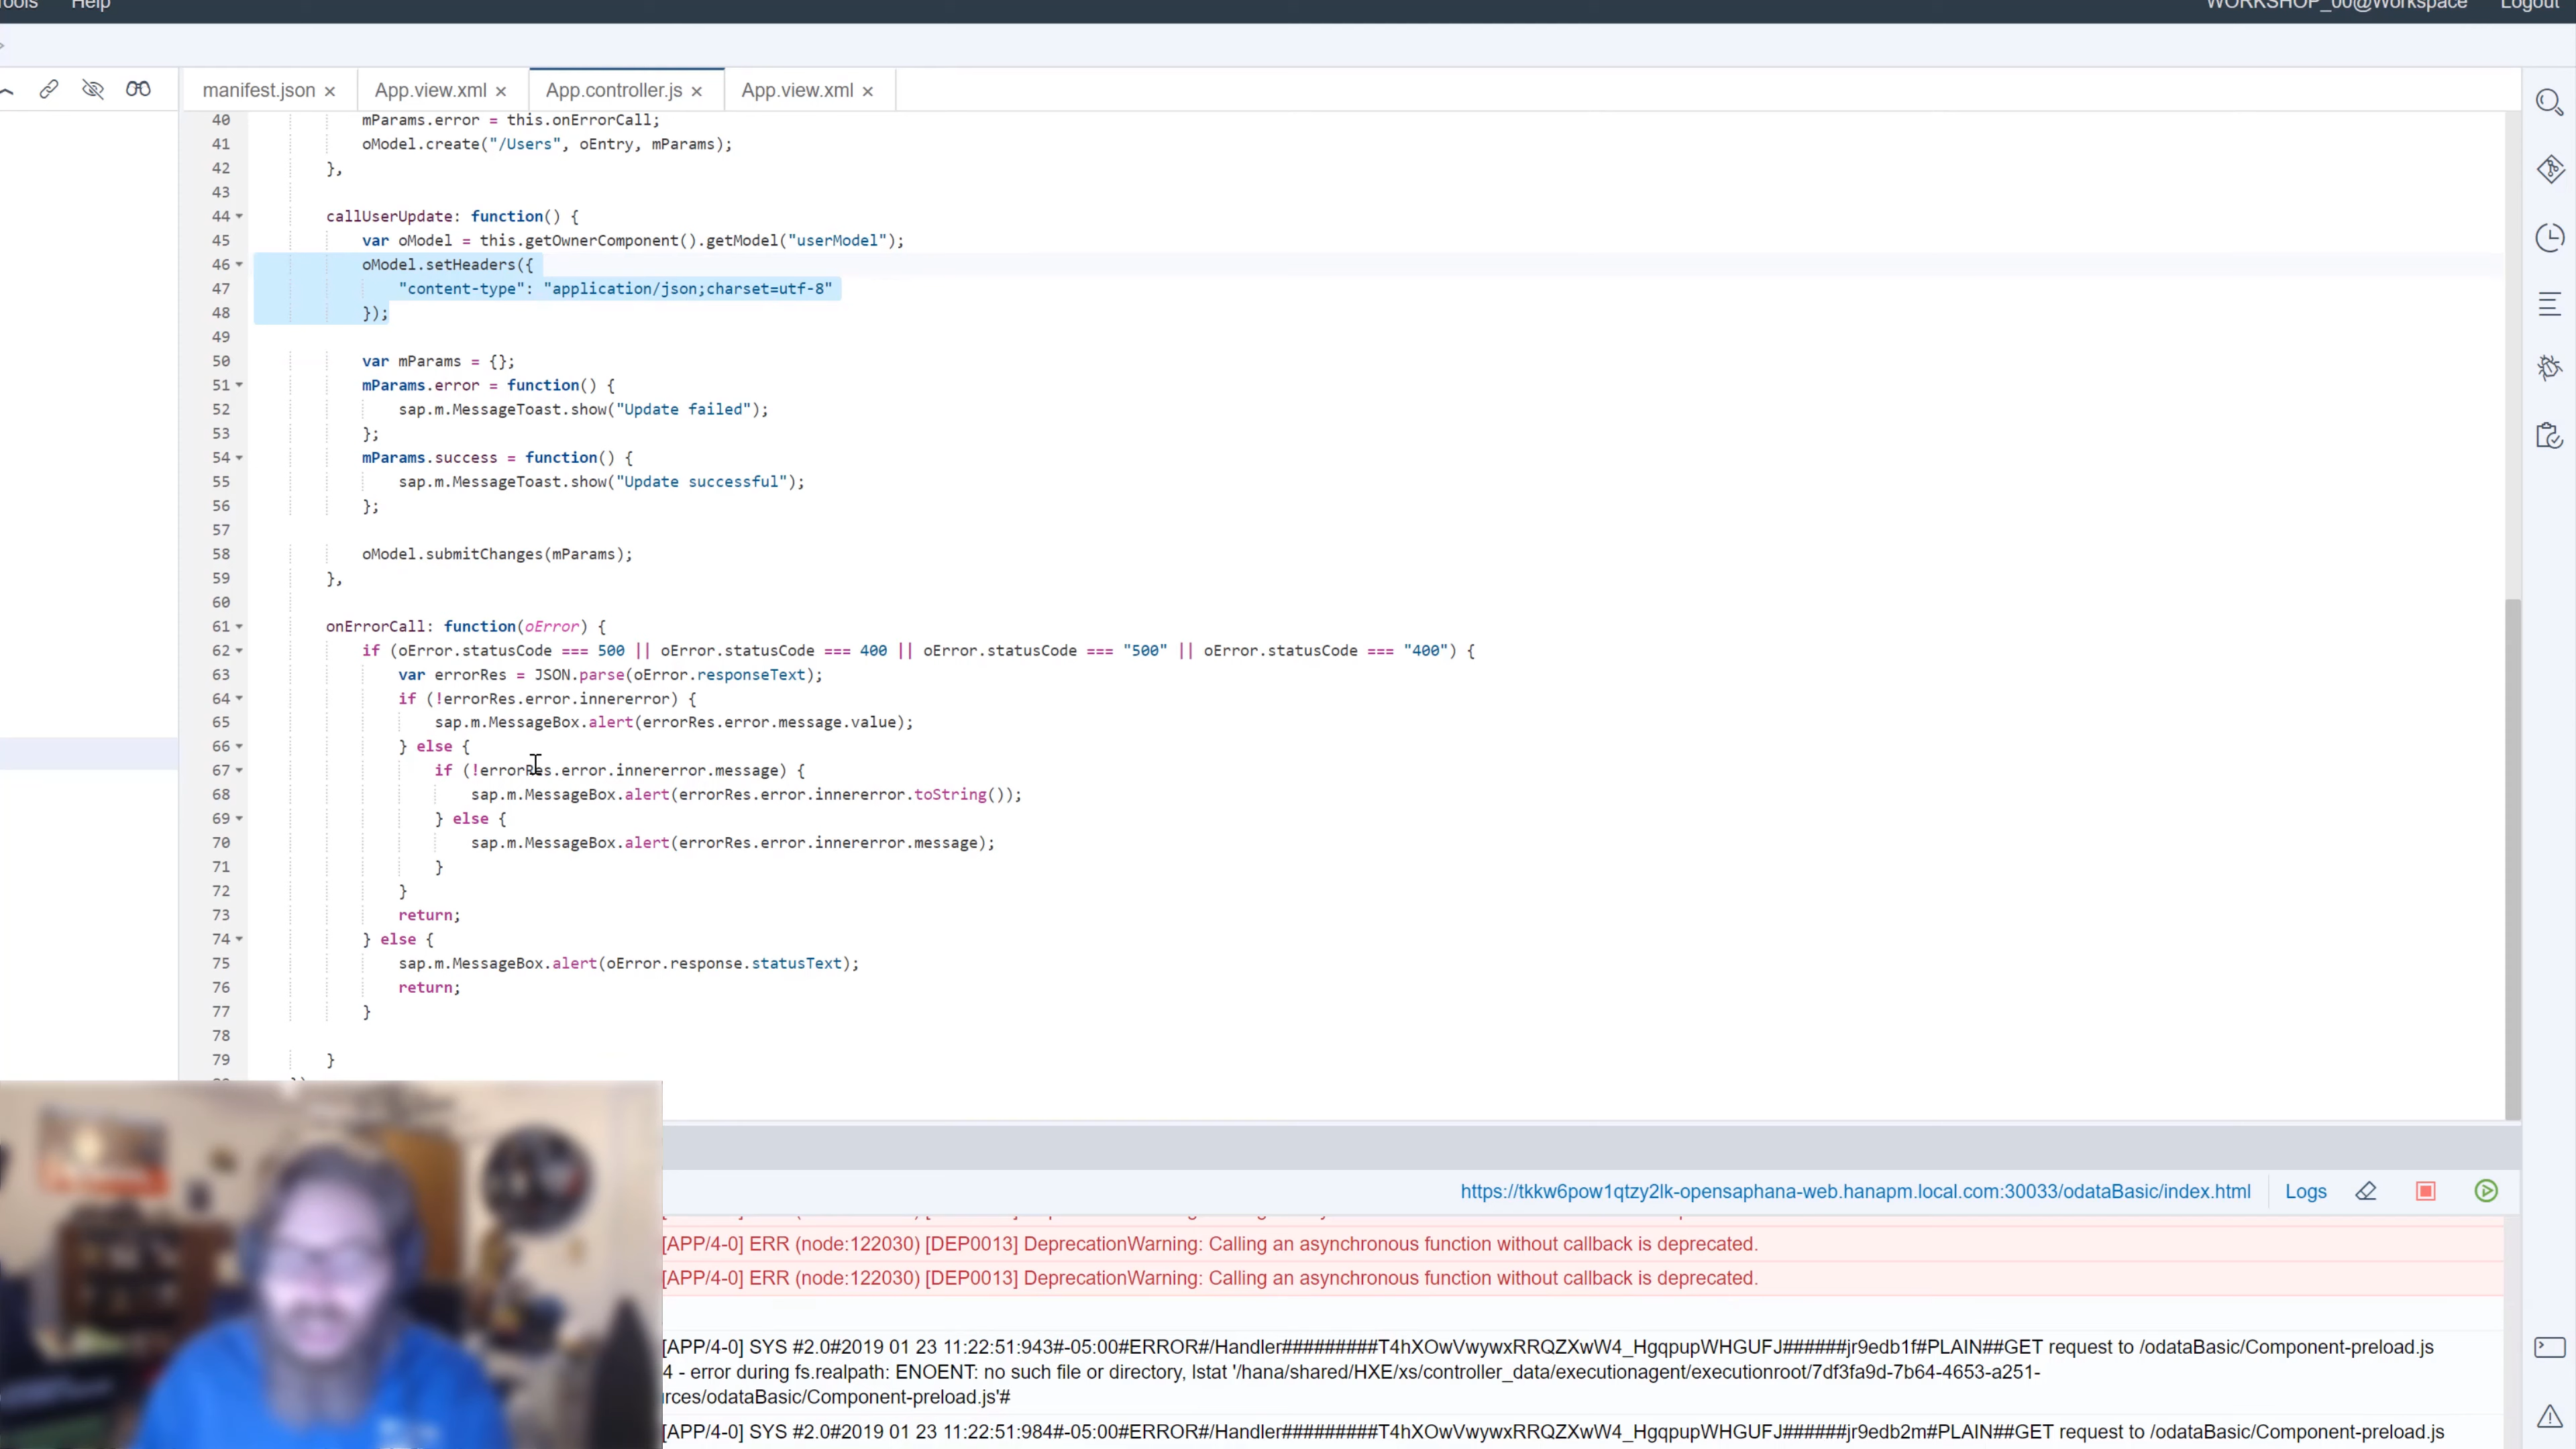 Tools Help WORKSHOP_00@Workspace Logout
manifest.json × App.view.xml × App.controller.js × App.view.xml ×
40 mParams.error = this.onErrorCall;
41 oModel.create("/Users", oEntry, mParams);
42 },
43
44 callUserUpdate: function() {
45 var oModel = this.getOwnerComponent().getModel("userModel");
46 oModel.setHeaders({
47 "content-type": "application/json;charset=utf-8"
48 });
49
50 var mParams = {};
51 mParams.error = function() {
52 sap.m.MessageToast.show("Update failed");
53 };
54 mParams.success = function() {
55 sap.m.MessageToast.show("Update successful");
56 };
57
58 oModel.submitChanges(mParams);
59 },
60
61 onErrorCall: function(oError) {
62 if (oError.statusCode === 500 || oError.statusCode === 400 || oError.statusCode === "500" || oError.statusCode === "400") {
63 var errorRes = JSON.parse(oError.responseText);
64 if (!errorRes.error.innererror) {
65 sap.m.MessageBox.alert(errorRes.error.message.value);
66 } else {
67 if (!errorRes.error.innererror.message) {
68 sap.m.MessageBox.alert(errorRes.error.innererror.toString());
69 } else {
70 sap.m.MessageBox.alert(errorRes.error.innererror.message);
71 }
72 }
73 return;
74 } else {
75 sap.m.MessageBox.alert(oError.response.statusText);
76 return;
77 }
78
79 }
https://tkkw6pow1qtzy2lk-opensaphana-web.hanapm.local.com:30033/odataBasic/index.html Logs
[APP/4-0] ERR (node:122030) [DEP0013] DeprecationWarning: Calling an asynchronous function without callback is deprecated.
[APP/4-0] ERR (node:122030) [DEP0013] DeprecationWarning: Calling an asynchronous function without callback is deprecated.
[APP/4-0] SYS #2.0#2019 01 23 11:22:51:943#-05:00#ERROR#/Handler#########T4hXOwVwywxRRQZXwW4_HgqpupWHGUFJ######jr9edb1f#PLAIN##GET request to /odataBasic/Component-preload.js
4 - error during fs.realpath: ENOENT: no such file or directory, lstat '/hana/shared/HXE/xs/controller_data/executionagent/executionroot/7df3fa9d-7b64-4653-a251-
rces/odataBasic/Component-preload.js'#
[APP/4-0] SYS #2.0#2019 01 23 11:22:51:984#-05:00#ERROR#/Handler#########T4hXOwVwywxRRQZXwW4_HgqpupWHGUFJ######jr9edb2m#PLAIN##GET request to /odataBasic/Component-preload.js